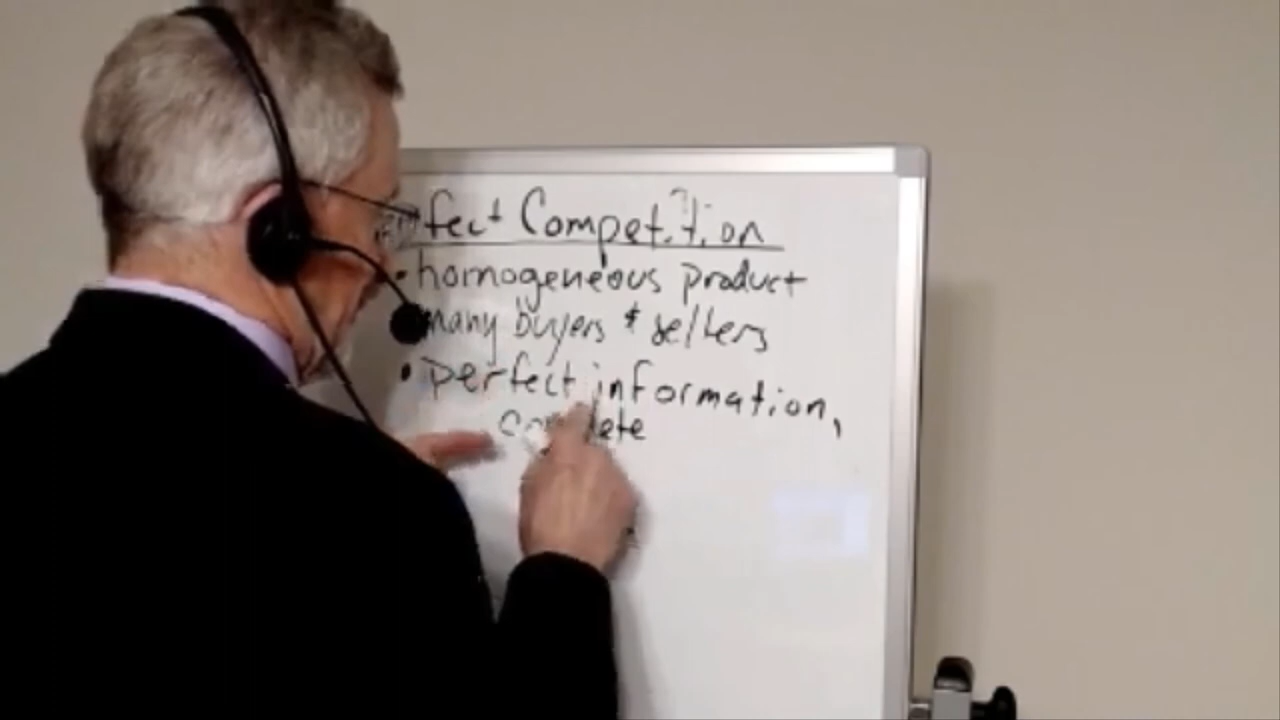 fect Competition
• homogeneous product
many buyers & sellers
• perfect information,